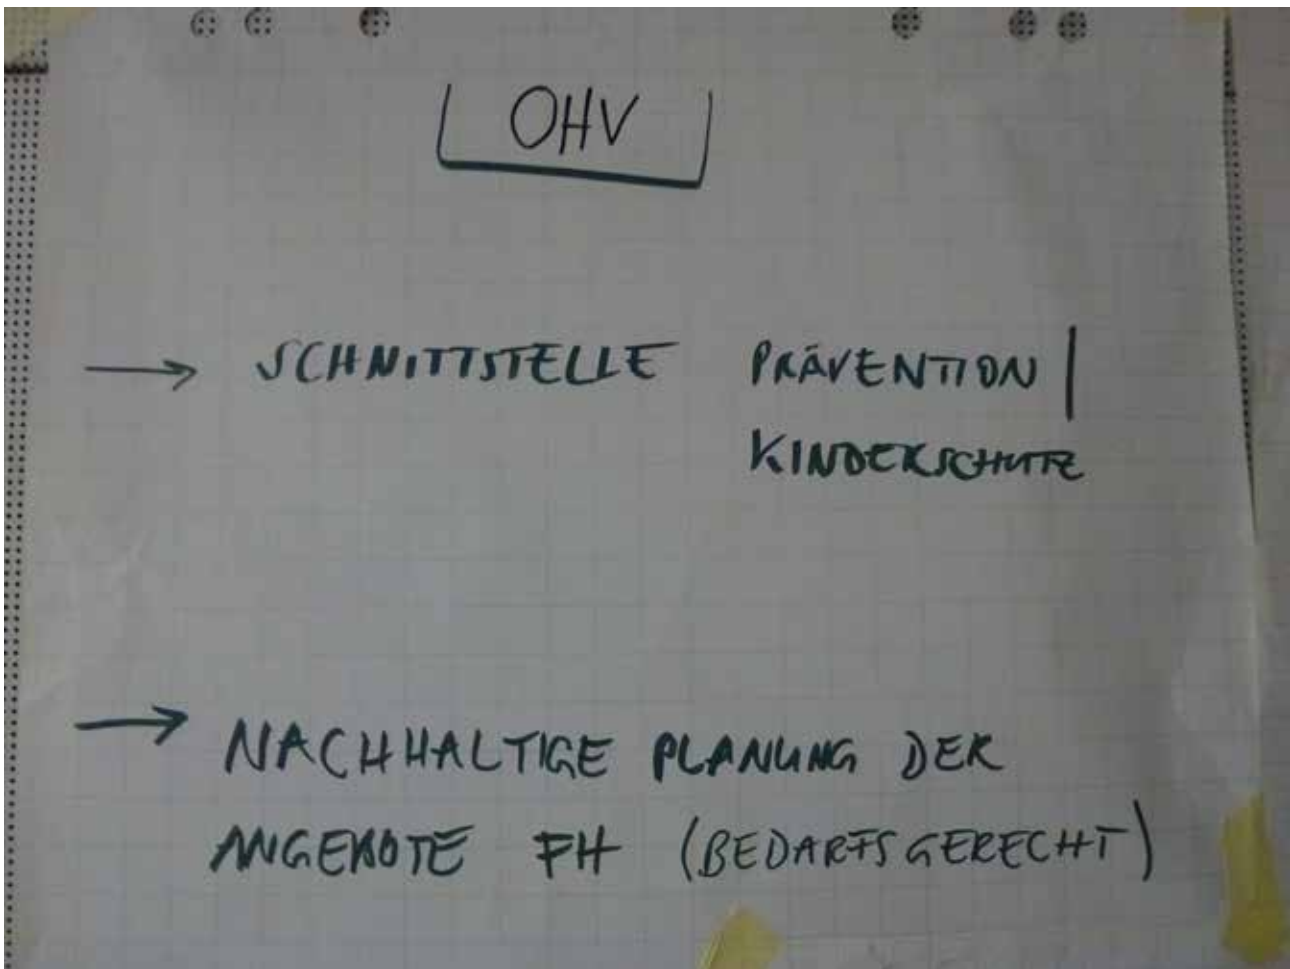 OHV
→ SCHNITTSTELLE PRÄVENTION |
KINDERSCHUTZ
→ NACHHALTIGE PLANUNG DER
ANGEBOTE FH (BEDARFSGERECHT)